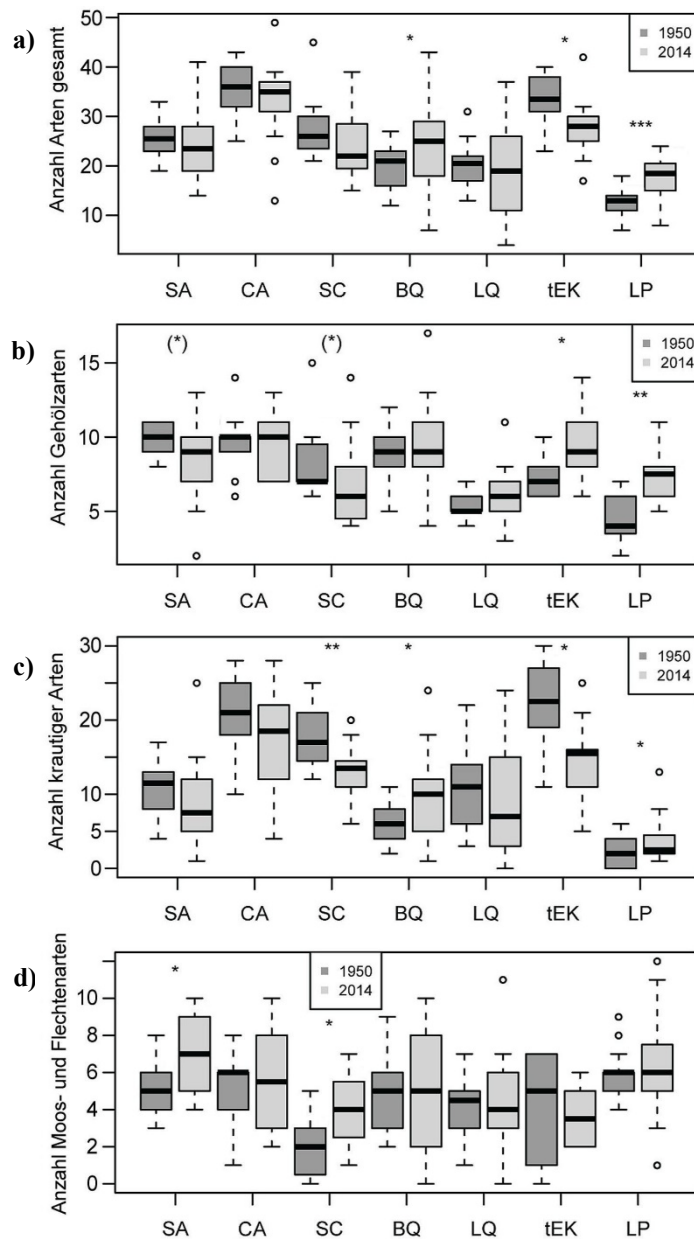 a)
Anzahl Arten gesamt
50
40
30
20
10
* * ***
1950
2014
SA CA SC BQ LQ tEK LP
b)
Anzahl Gehölzarten
15
10
5
(*) (*) * **
1950
2014
SA CA SC BQ LQ tEK LP
c)
Anzahl krautiger Arten
30
20
10
5
0
** * * *
1950
2014
SA CA SC BQ LQ tEK LP
d)
Anzahl Moos- und Flechtenarten
10
8
6
4
2
0
* *
1950
2014
SA CA SC BQ LQ tEK LP